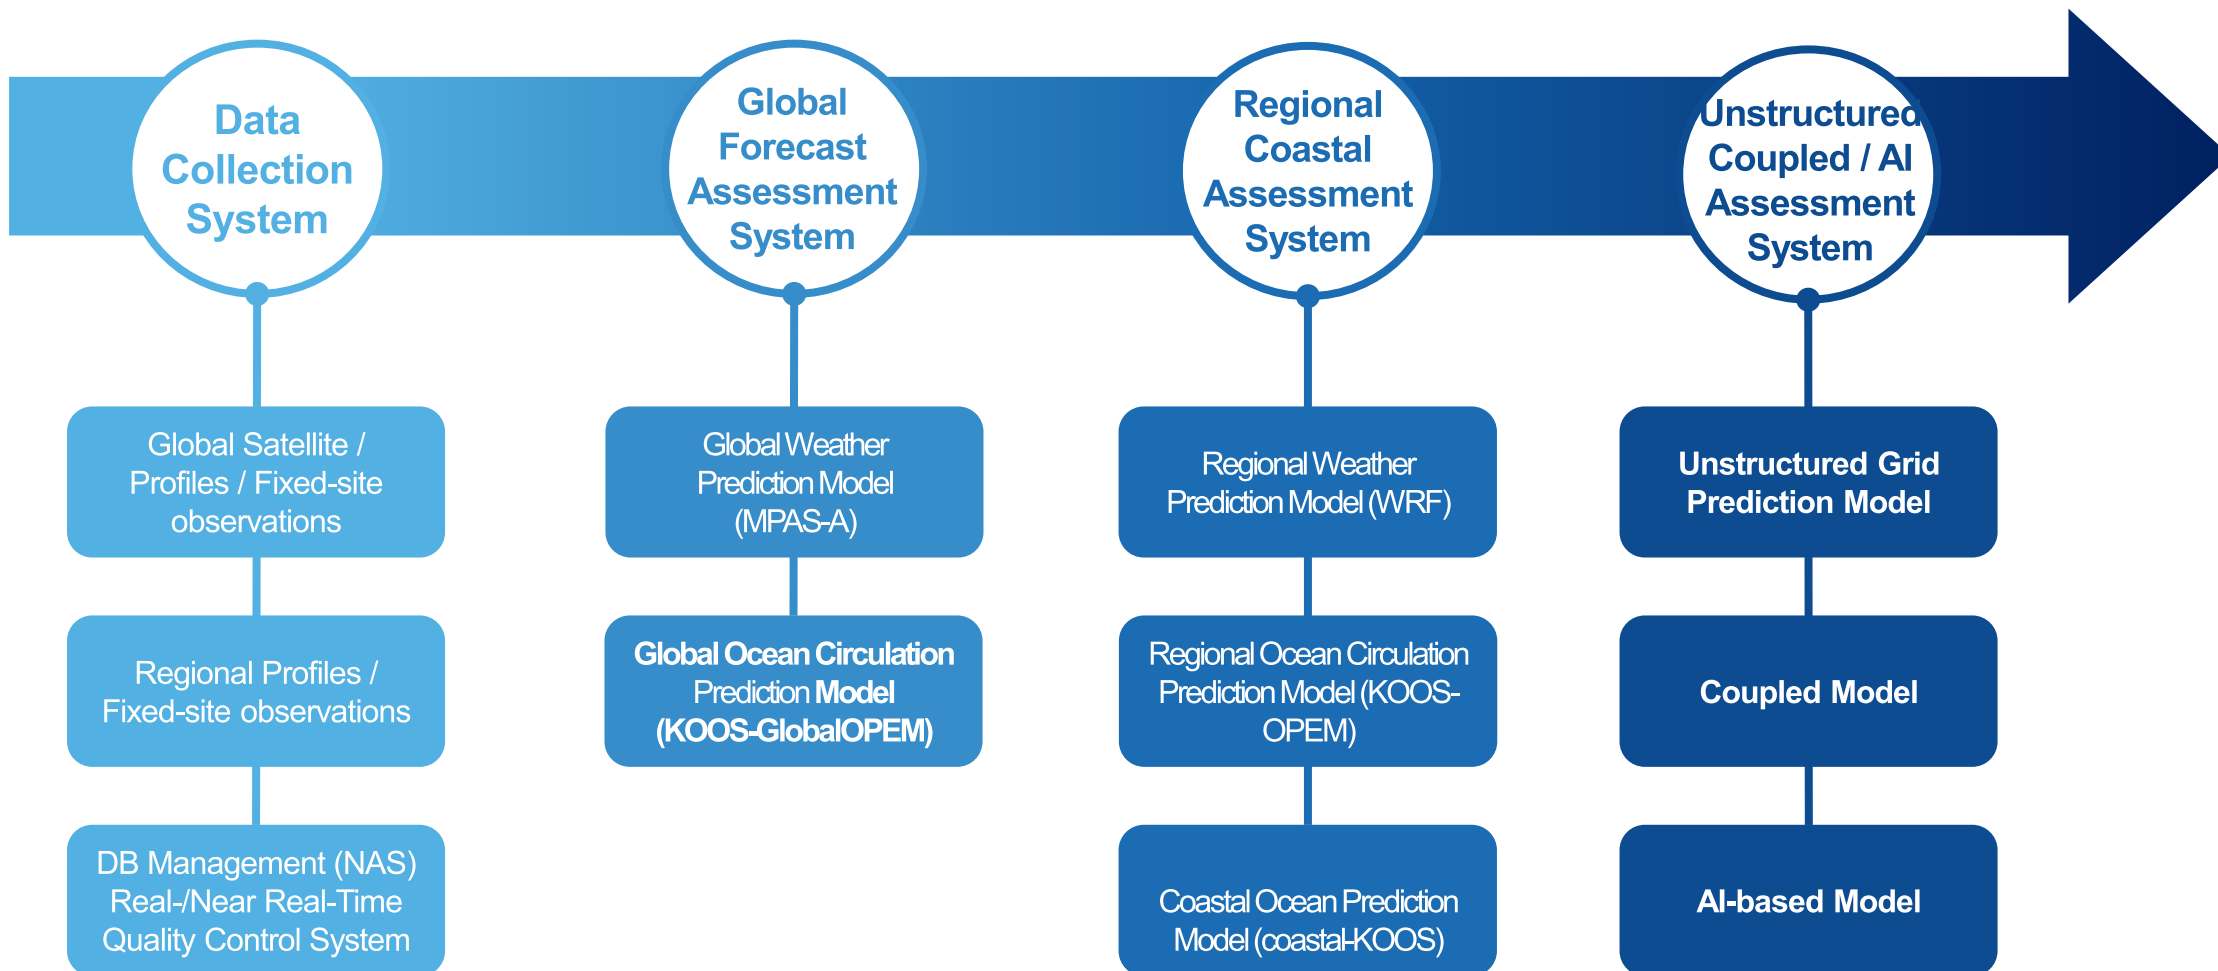 Data
Collection
System
Global
Forecast
Assessment
System
Regional
Coastal
Assessment
System
Unstructured
Coupled / AI
Assessment
System
Global Satellite /
Profiles / Fixed-site
observations
Regional Profiles /
Fixed-site observations
DB Management (NAS)
Real-/Near Real-Time
Quality Control System
Global Weather
Prediction Model
(MPAS-A)
Global Ocean Circulation
Prediction Model
(KOOS-GlobalOPEM)
Regional Weather
Prediction Model (WRF)
Regional Ocean Circulation
Prediction Model (KOOS-
OPEM)
Coastal Ocean Prediction
Model (coastal-KOOS)
Unstructured Grid
Prediction Model
Coupled Model
AI-based Model